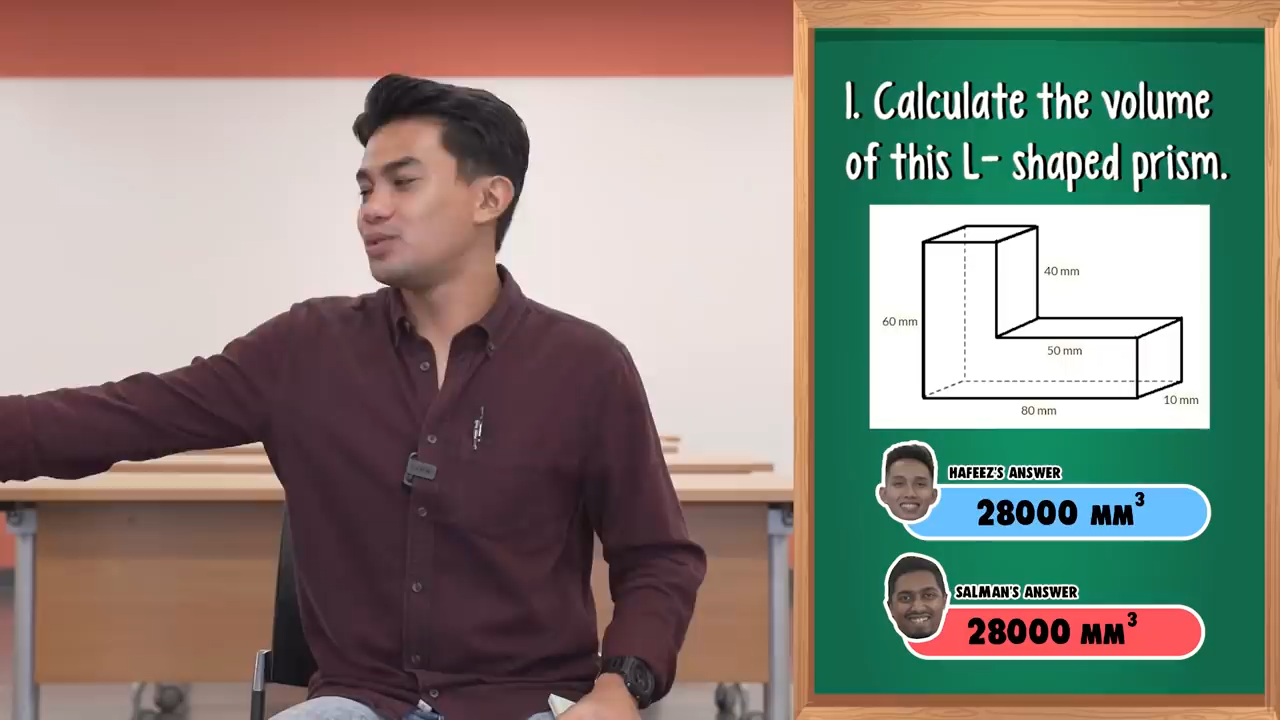 1. Calculate the volume
of this L- shaped prism.
40 mm
60 mm
50 mm
10 mm
80 mm
HAFEEZ'S ANSWER
28000 MM³
SALMAN'S ANSWER
28000 MM³